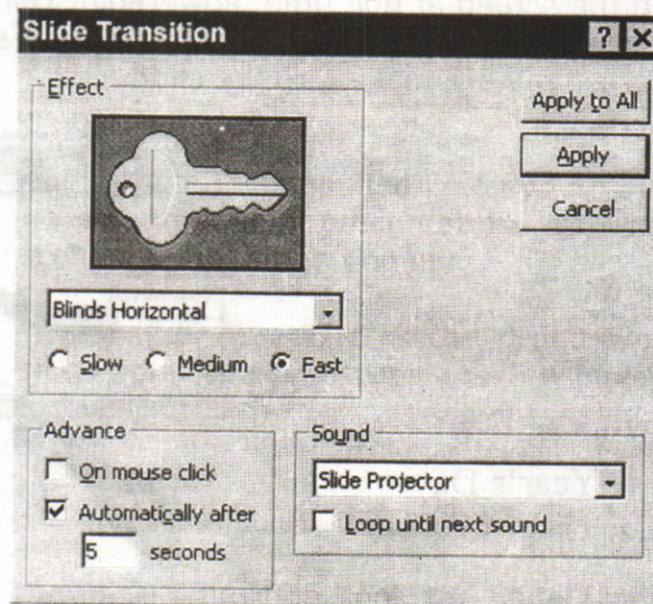 Slide Transition
Effect
Apply to All
Apply
Cancel
Blinds Horizontal
Slow Medium Fast
Advance
On mouse click
Automatically after
5 seconds
Sound
Slide Projector
Loop until next sound